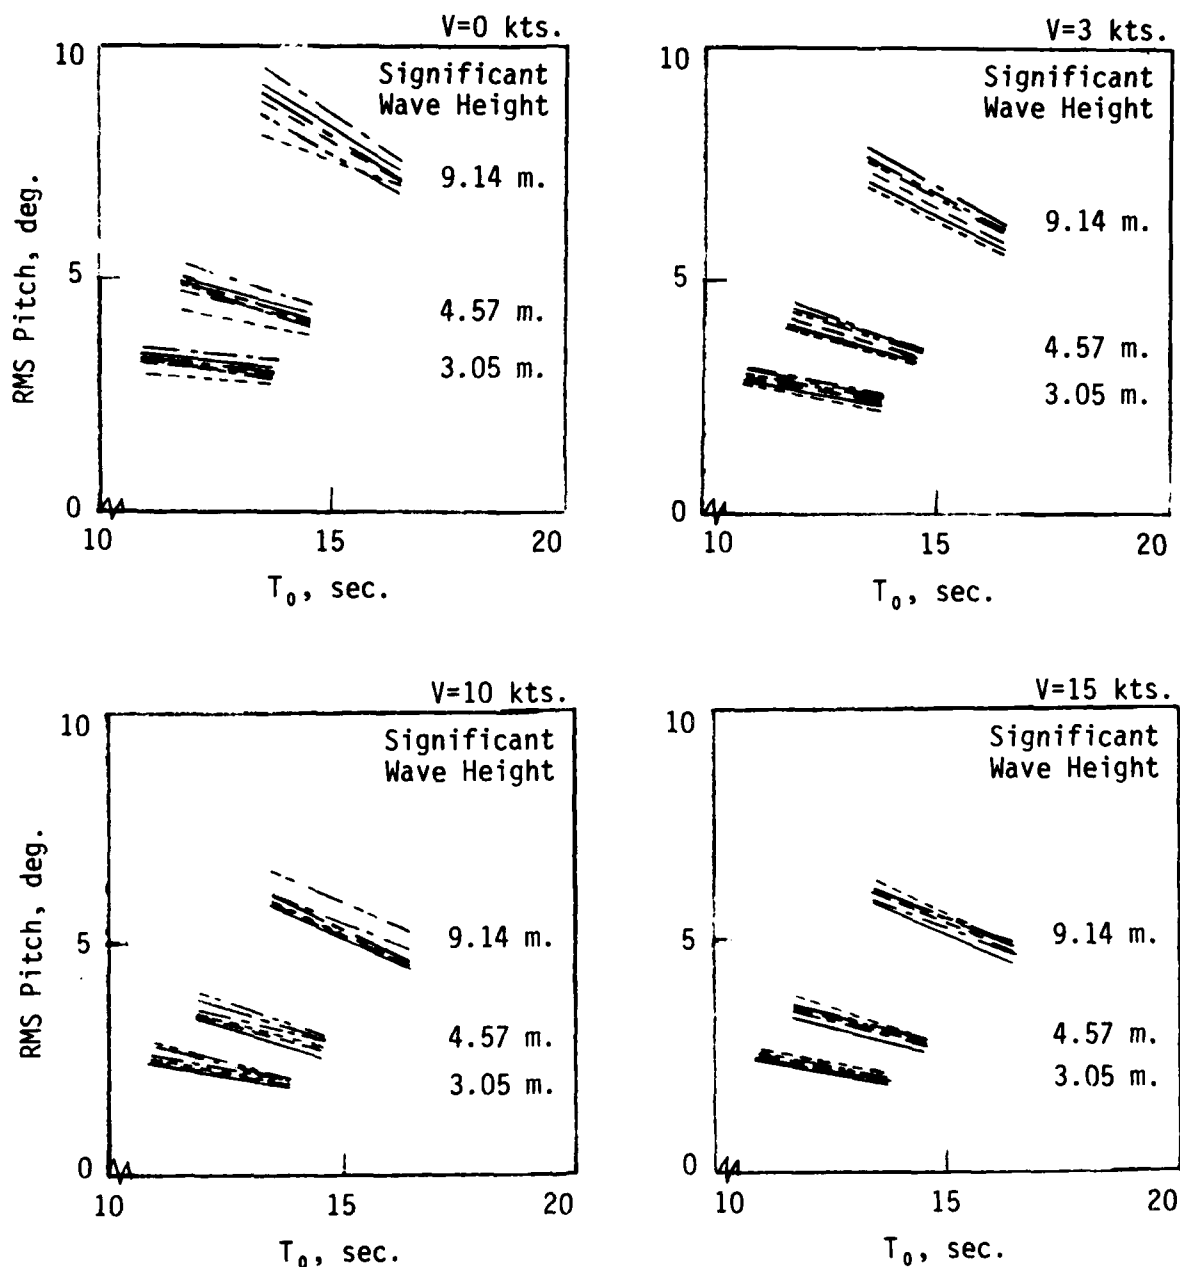 V=0 kts.
10
Significant
Wave Height
9.14 m.
RMS Pitch, deg.
5
4.57 m.
3.05 m.
0
10
15
20
T₀, sec.
V=3 kts.
10
Significant
Wave Height
9.14 m.
5
4.57 m.
3.05 m.
0
10
15
20
T₀, sec.
V=10 kts.
10
Significant
Wave Height
RMS Pitch, deg.
9.14 m.
5
4.57 m.
3.05 m.
0
10
15
20
T₀, sec.
V=15 kts.
10
Significant
Wave Height
9.14 m.
5
4.57 m.
3.05 m.
0
10
15
20
T₀, sec.